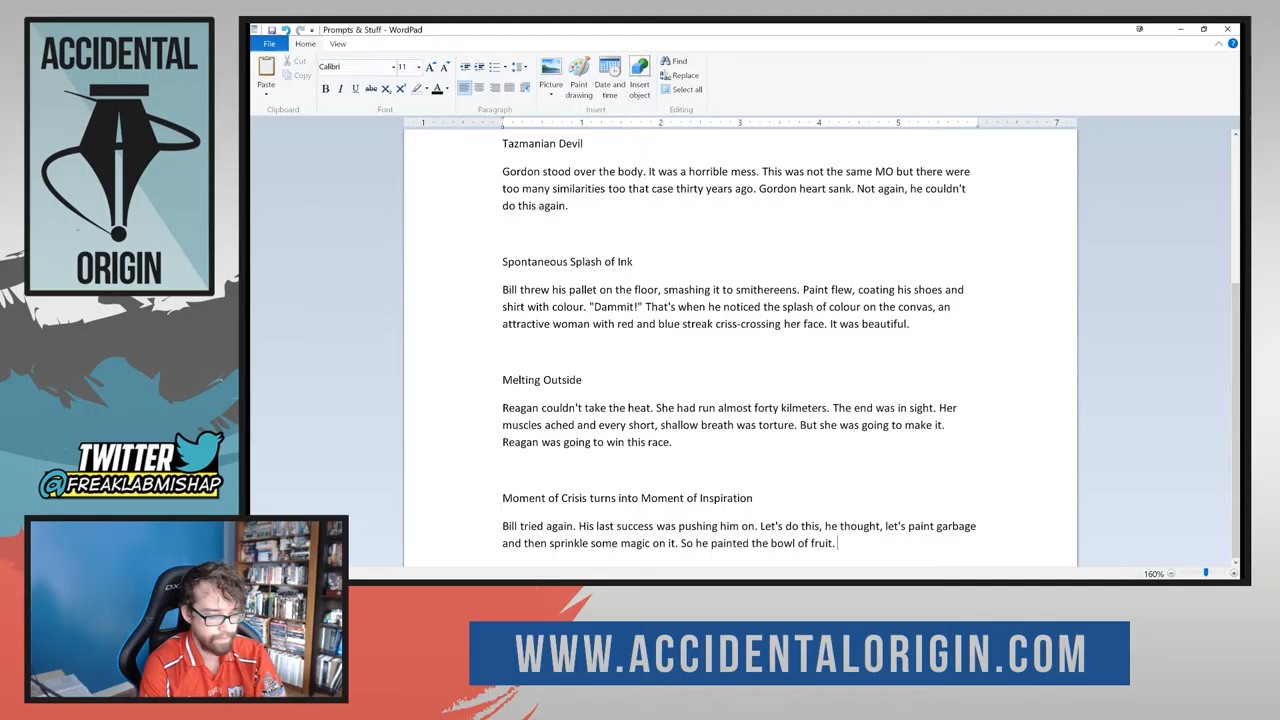 ACCIDENTAL
ORIGIN
TWITTER
@FREAKLABMISHAP
Prompts & Stuff - WordPad
File
Home
View
Paste
Cut
Copy
Clipboard
Calibri
11
B I U abc X₂ X² A
Font
Paragraph
Picture
Paint
drawing
Date and
time
Insert
object
Insert
Find
Replace
Select all
Editing
1 1 2 3 4 5 7
Tazmanian Devil
Gordon stood over the body. It was a horrible mess. This was not the same MO but there were
too many similarities too that case thirty years ago. Gordon heart sank. Not again, he couldn't
do this again.
Spontaneous Splash of Ink
Bill threw his pallet on the floor, smashing it to smithereens. Paint flew, coating his shoes and
shirt with colour. "Dammit!" That's when he noticed the splash of colour on the convas, an
attractive woman with red and blue streak criss-crossing her face. It was beautiful.
Melting Outside
Reagan couldn't take the heat. She had run almost forty kilmeters. The end was in sight. Her
muscles ached and every short, shallow breath was torture. But she was going to make it.
Reagan was going to win this race.
Moment of Crisis turns into Moment of Inspiration
Bill tried again. His last success was pushing him on. Let's do this, he thought, let's paint garbage
and then sprinkle some magic on it. So he painted the bowl of fruit.
160%
WWW.ACCIDENTALORIGIN.COM